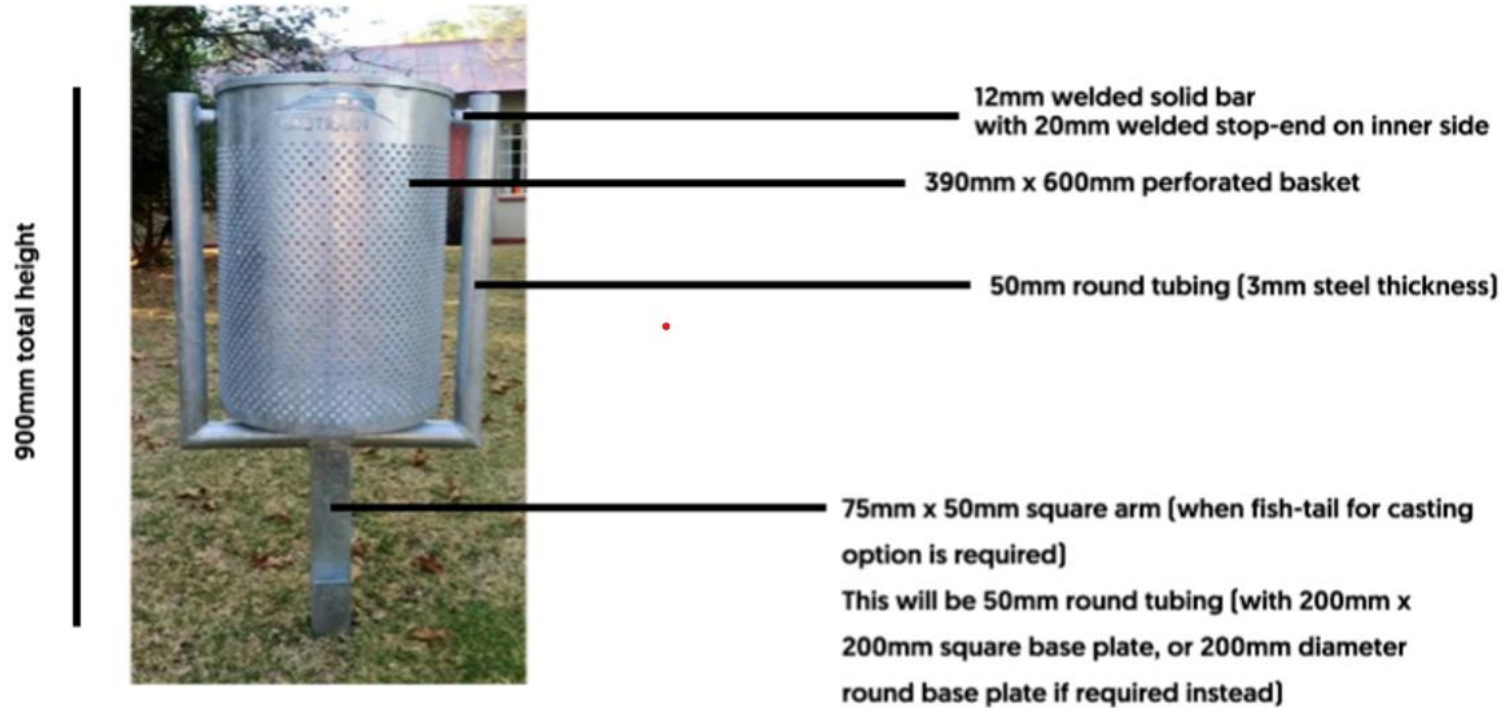 900mm total height
12mm welded solid bar
with 20mm welded stop-end on inner side
390mm x 600mm perforated basket
50mm round tubing (3mm steel thickness)
75mm x 50mm square arm (when fish-tail for casting
option is required)
This will be 50mm round tubing (with 200mm x
200mm square base plate, or 200mm diameter
round base plate if required instead)